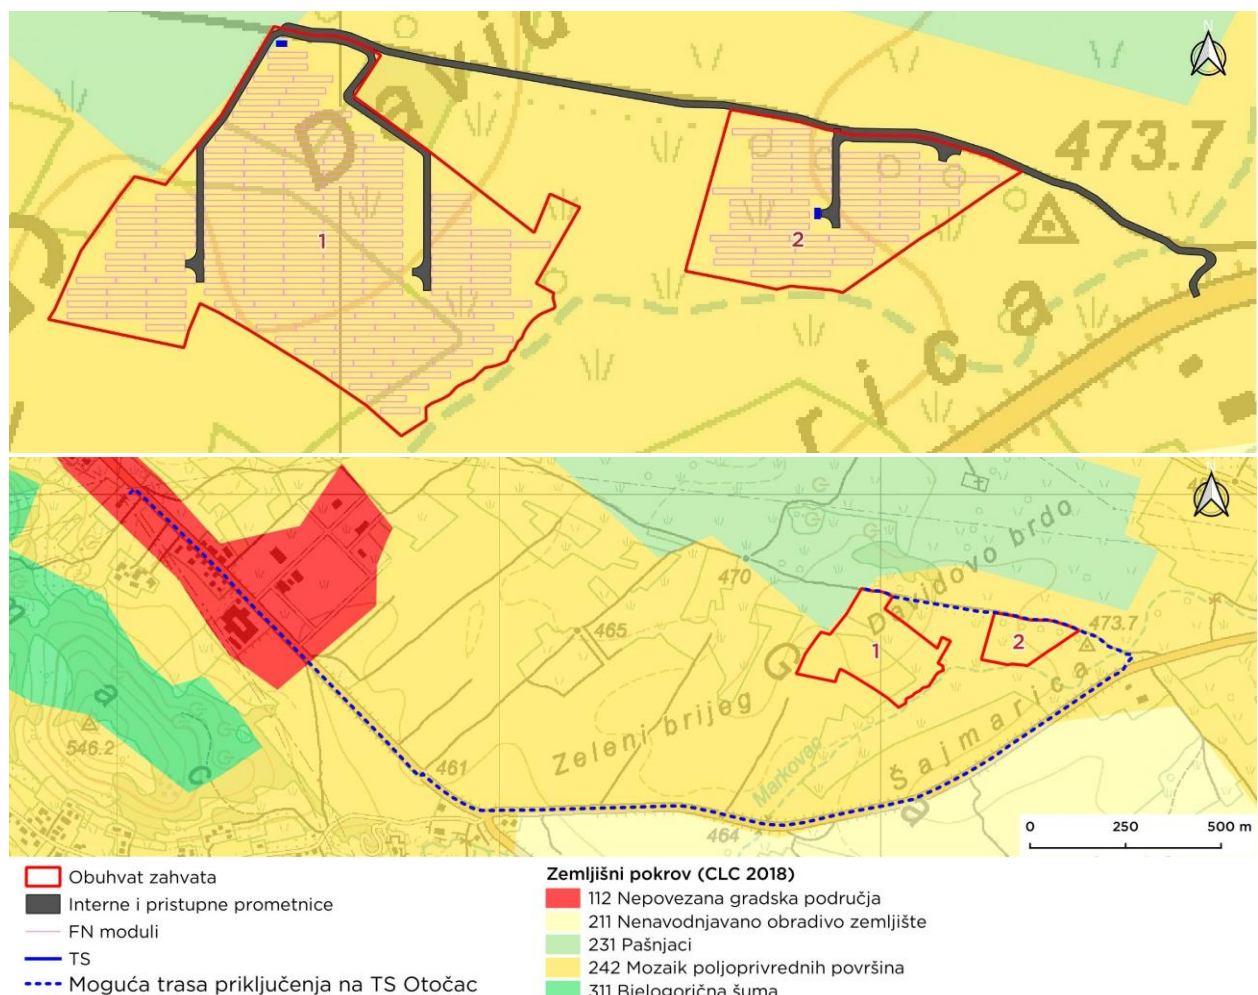 N
David
473.7
1
2
rica
N
470
Davidovo brdo
473.7
465
1
2
G
Zeleni brijeg
Šajmarica
546.2
461
Markovac
464
0 250 500 m
Obuhvat zahvata
Interne i pristupne prometnice
FN moduli
TS
Moguća trasa priključenja na TS Otočac
Zemljišni pokrov (CLC 2018)
112 Nepovezana gradska područja
211 Nenavodnjavano obradivo zemljište
231 Pašnjaci
242 Mozaik poljoprivrednih površina
311 Bjelogorična šuma